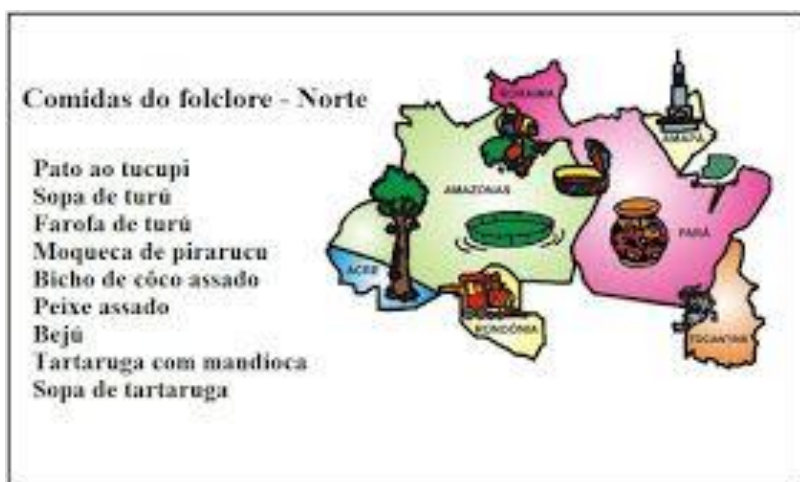 Comidas do folclore - Norte
Pato ao tucupi
Sopa de turú
Farofa de turú
Moqueca de pirarucu
Bicho de côco assado
Peixe assado
Bejú
Tartaruga com mandioca
Sopa de tartaruga
RORAIMA
AMAPÁ
AMAZONAS
PARÁ
ACRE
RONDÔNIA
TOCANTINS